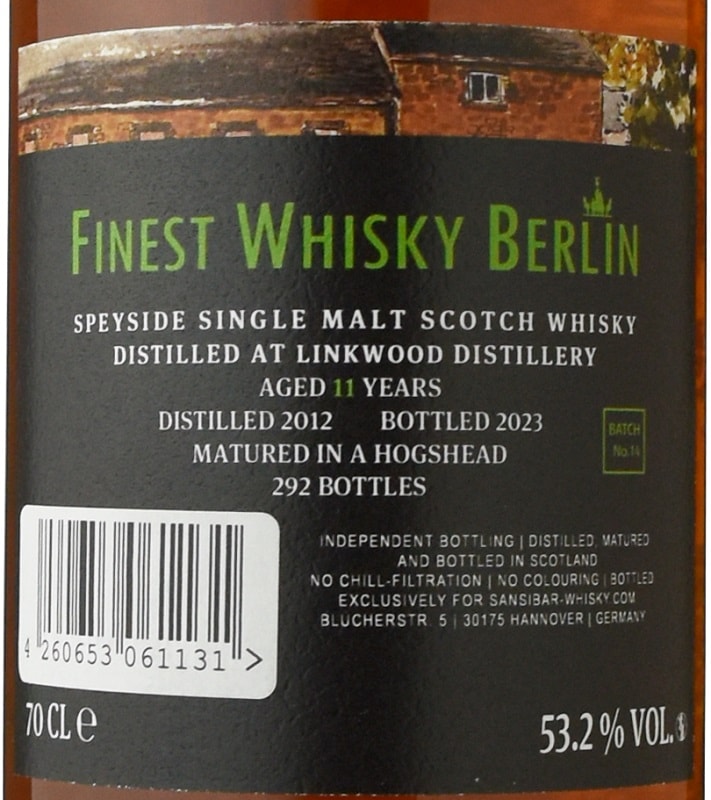 FINEST WHISKY BERLIN
SPEYSIDE SINGLE MALT SCOTCH WHISKY
DISTILLED AT LINKWOOD DISTILLERY
AGED 11 YEARS
DISTILLED 2012 BOTTLED 2023
MATURED IN A HOGSHEAD
292 BOTTLES
BATCH
No.14
INDEPENDENT BOTTLING | DISTILLED, MATURED
AND BOTTLED IN SCOTLAND
NO CHILL-FILTRATION | NO COLOURING | BOTTLED
EXCLUSIVELY FOR SANSIBAR-WHISKY.COM
BLÜCHERSTR. 5 | 30175 HANNOVER | GERMANY
4 260653 061131 >
70 CL e
53.2 % VOL.